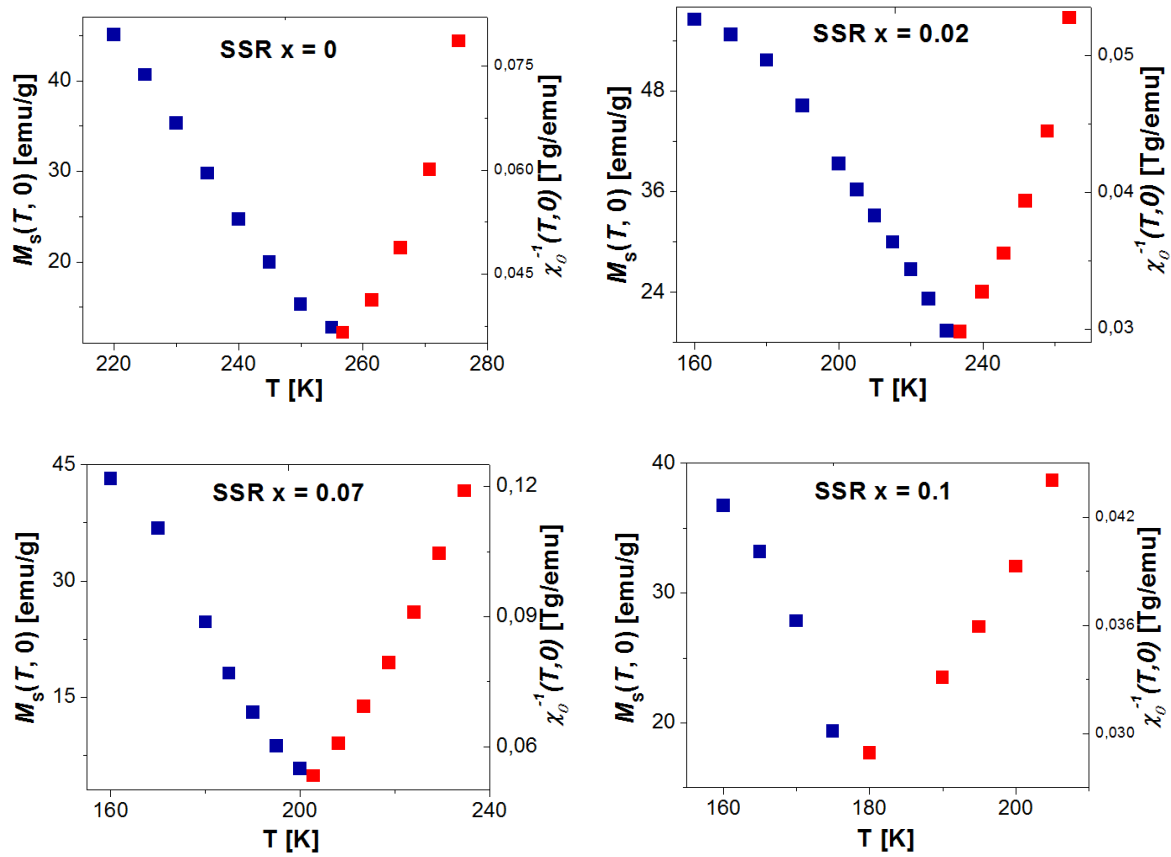 SSR x = 0
40
30
20
M_s(T, 0) [emu/g]
0,075
0,060
0,045
χ_0^{-1}(T,0) [Tg/emu]
220 240 260 280
T [K]
SSR x = 0.02
48
36
24
M_s(T, 0) [emu/g]
0,05
0,04
0,03
χ_0^{-1}(T,0) [Tg/emu]
160 200 240
T [K]
SSR x = 0.07
45
30
15
M_s(T, 0) [emu/g]
0,12
0,09
0,06
χ_0^{-1}(T,0) [Tg/emu]
160 200 240
T [K]
SSR x = 0.1
40
30
20
M_s(T, 0) [emu/g]
0,042
0,036
0,030
χ_0^{-1}(T,0) [Tg/emu]
160 180 200
T [K]